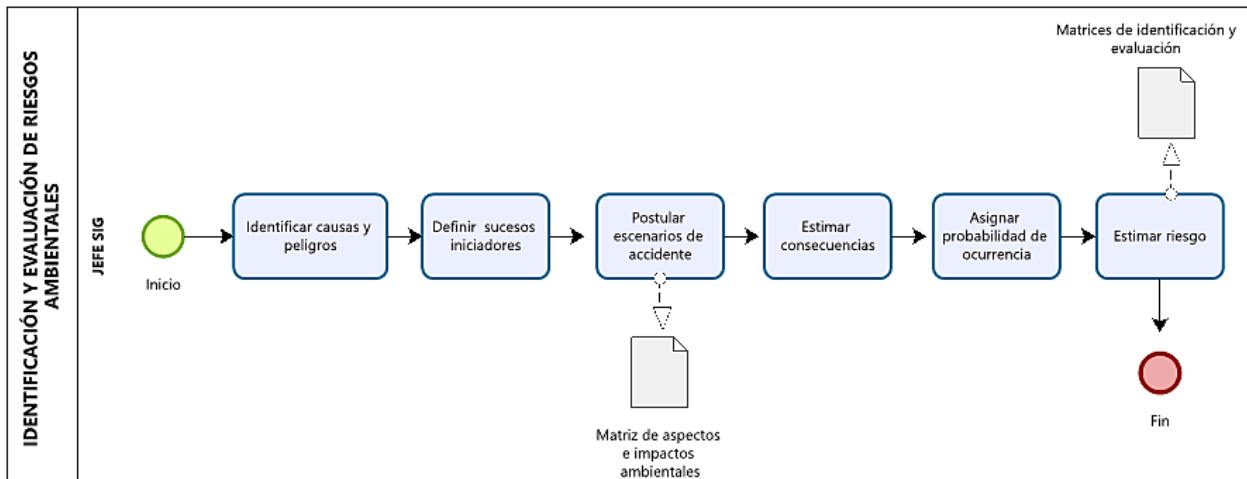 IDENTIFICACIÓN Y EVALUACIÓN DE RIESGOS
AMBIENTALES
JEFE SIG
Inicio
Identificar causas y
peligros
Definir sucesos
iniciadores
Postular
escenarios de
accidente
Matriz de aspectos
e impactos
ambientales
Estimar
consecuencias
Asignar
probabilidad de
ocurrencia
Estimar riesgo
Matrices de identificación y
evaluación
Fin